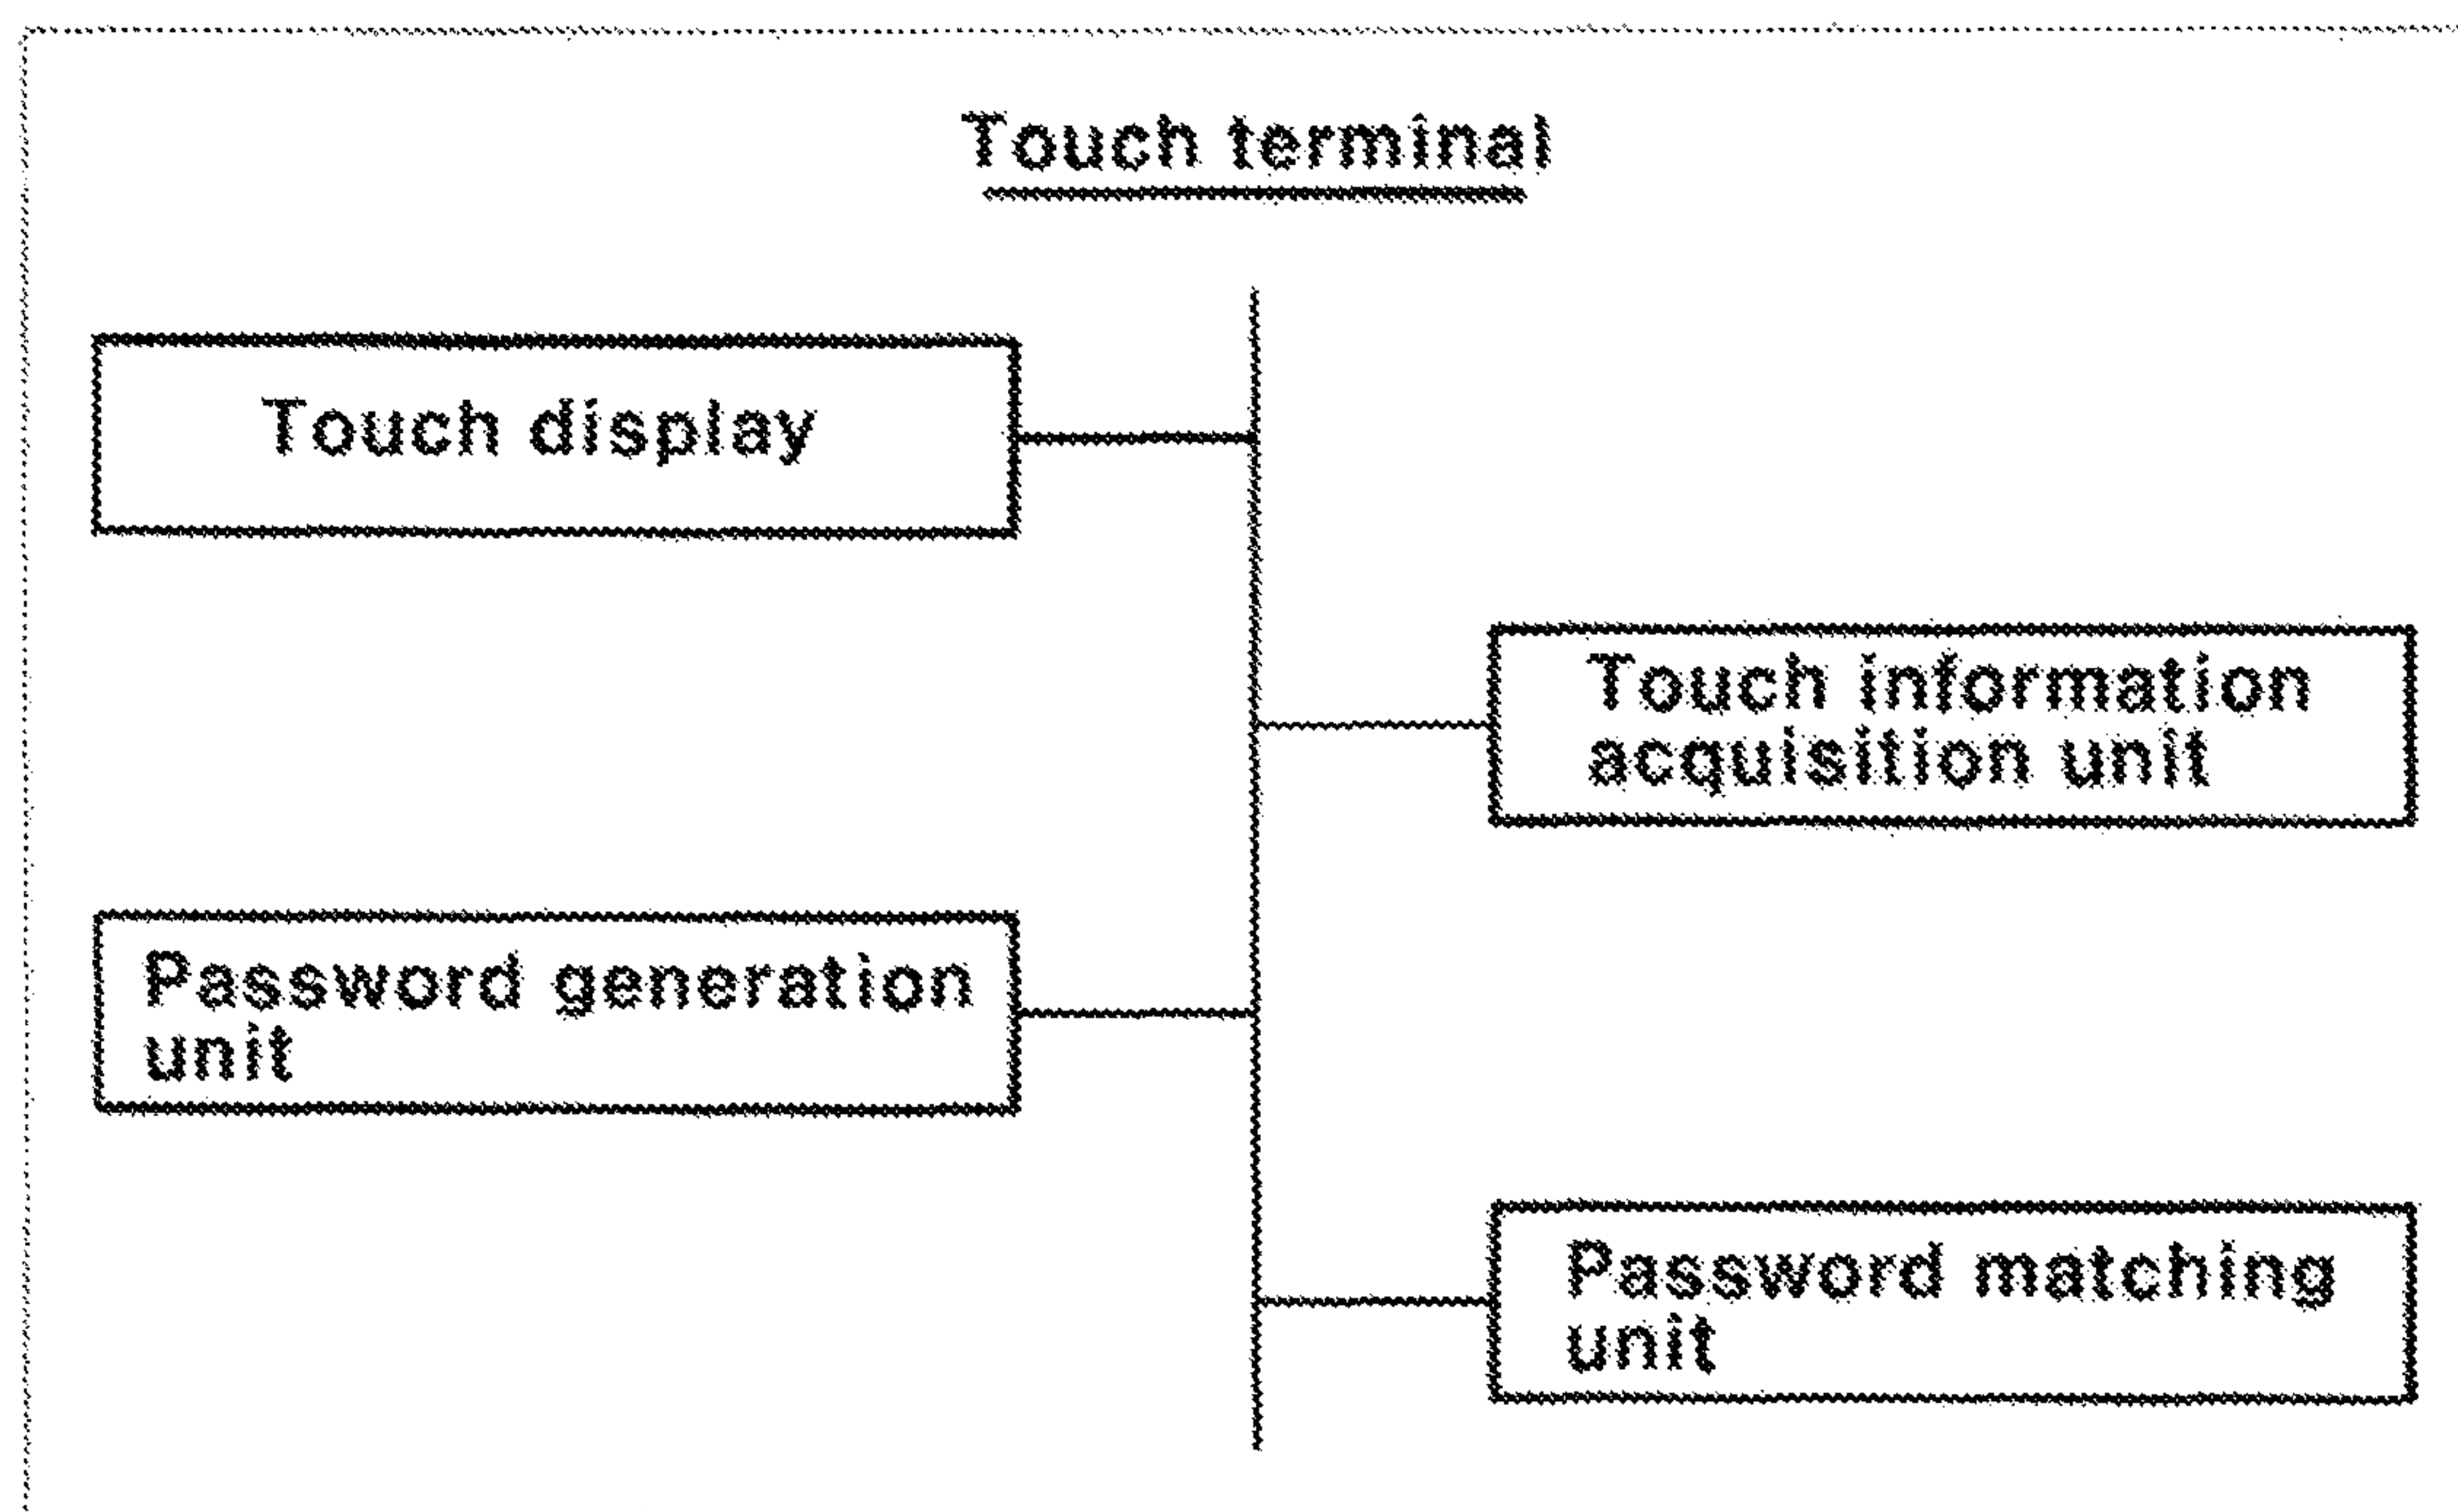 Touch terminal
Touch display
Touch information
acquisition unit
Password generation
unit
Password matching
unit